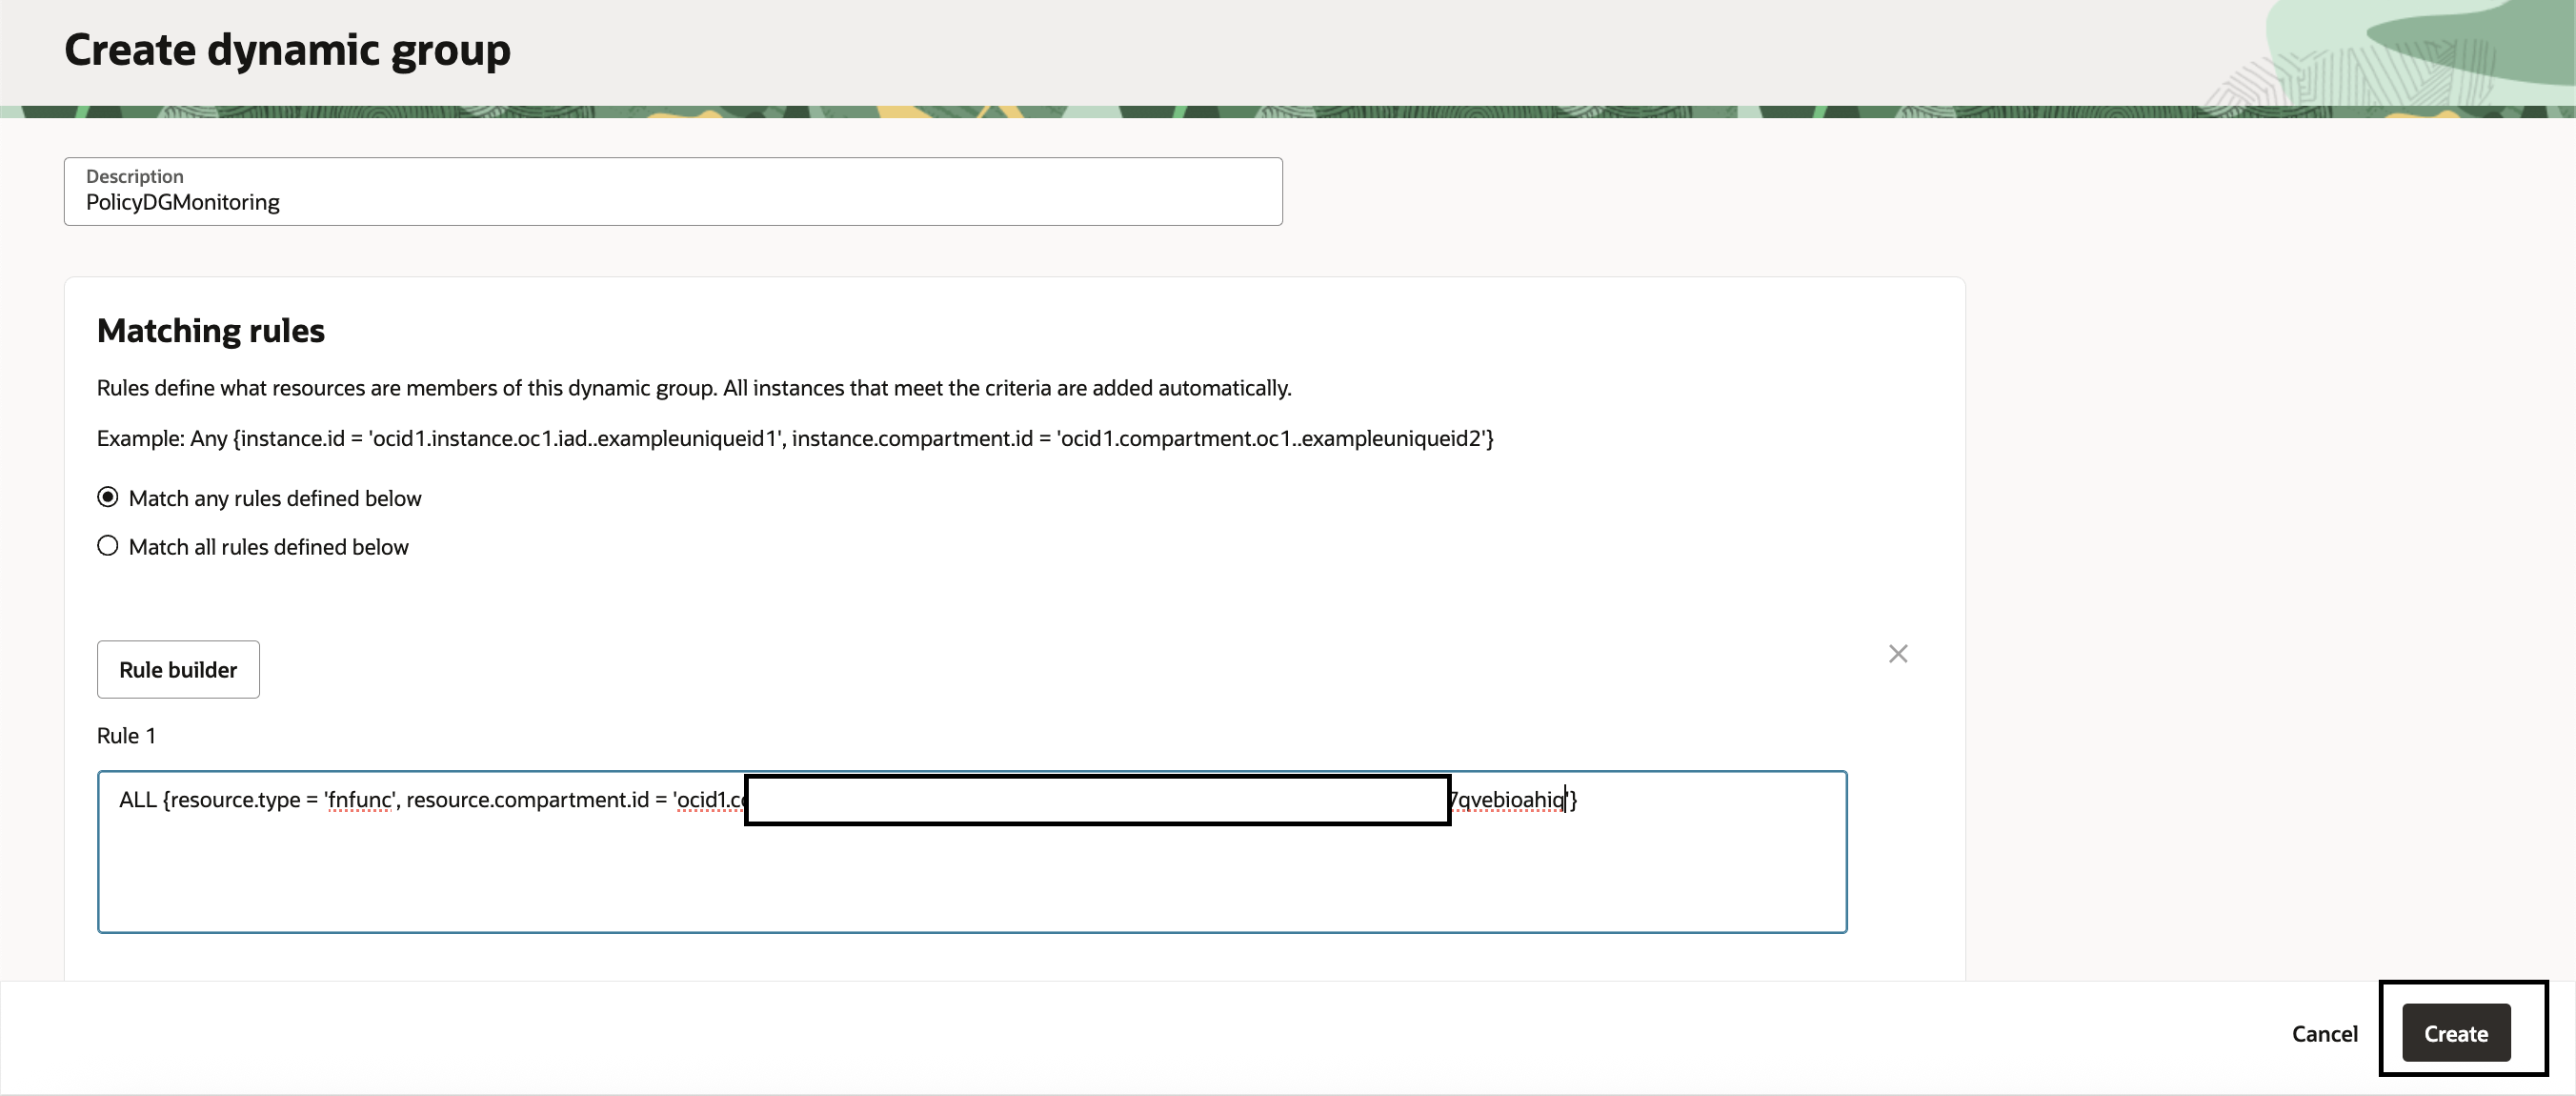 Create dynamic group
Description
PolicyDGMonitoring
Matching rules
Rules define what resources are members of this dynamic group. All instances that meet the criteria are added automatically.
Example: Any {instance.id = 'ocid1.instance.oc1.iad..exampleuniqueid1', instance.compartment.id = 'ocid1.compartment.oc1..exampleuniqueid2'}
Match any rules defined below
Match all rules defined below
Rule builder
Rule 1
ALL {resource.type = 'fnfunc', resource.compartment.id = 'ocid1.c 7qvebioahiq'}
Cancel Create